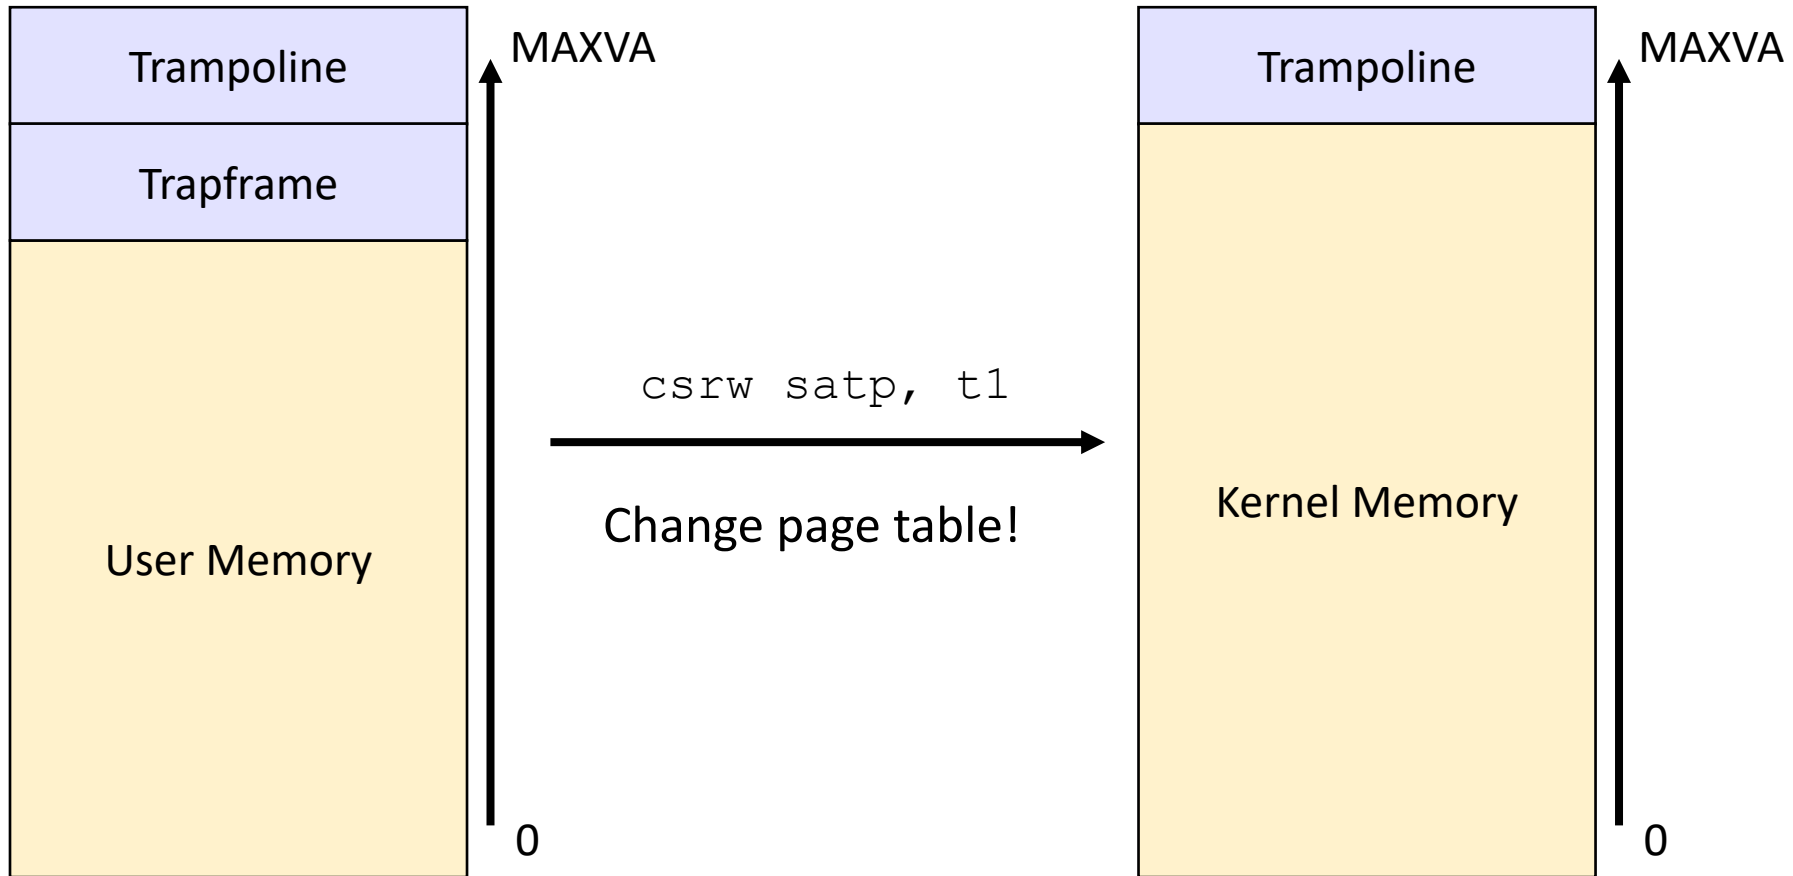 Trampoline
MAXVA
Trapframe
User Memory
0
csrw satp, t1
Change page table!
Trampoline
MAXVA
Kernel Memory
0